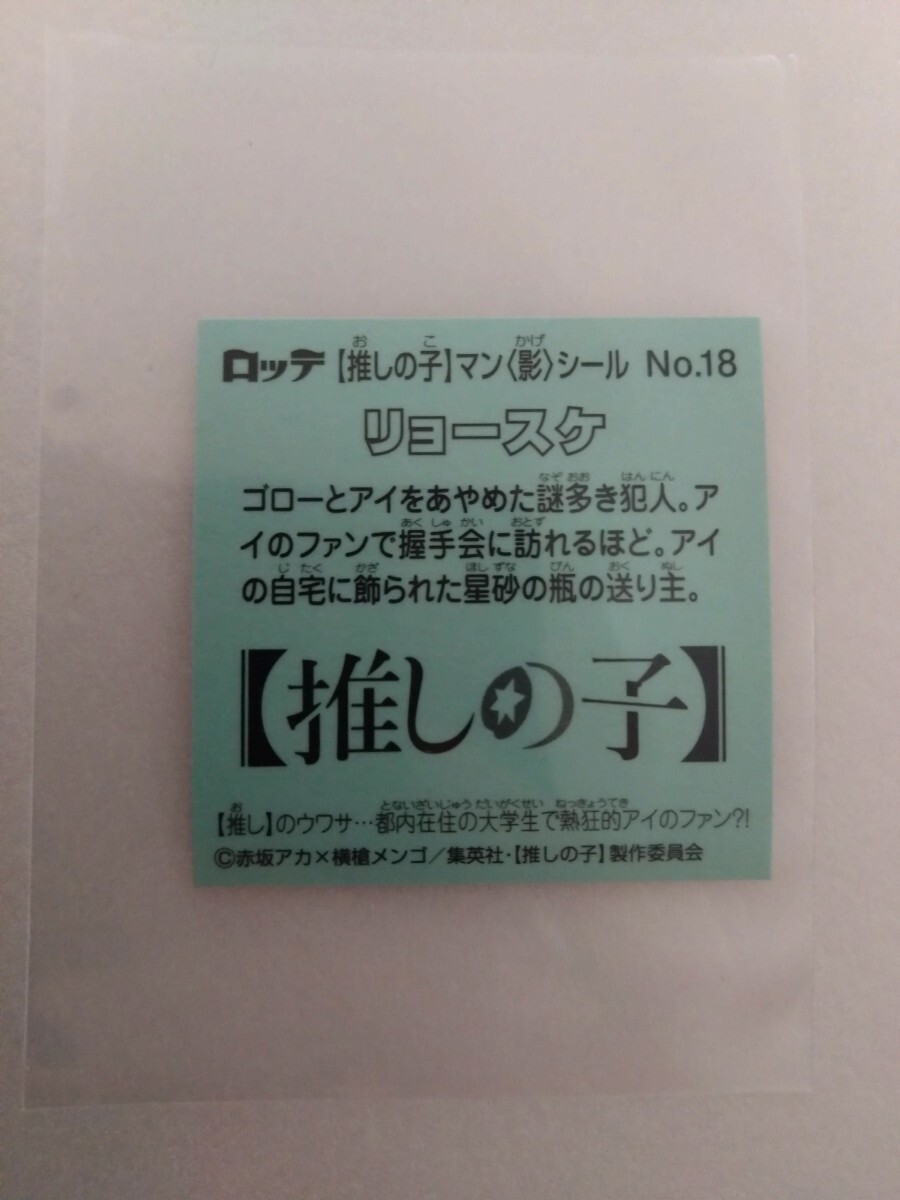 ロッテ 【推しの子】マン〈影〉シール No.18
リョースケ
ゴローとアイをあやめた謎多き犯人。ア
イのファンで握手会に訪れるほど。アイ
の自宅に飾られた星砂の瓶の送り主。
【推しの子】
【推し】のウワサ…都内在住の大学生で熱狂的アイのファン?!
©赤坂アカ×横槍メンゴ／集英社・【推しの子】製作委員会